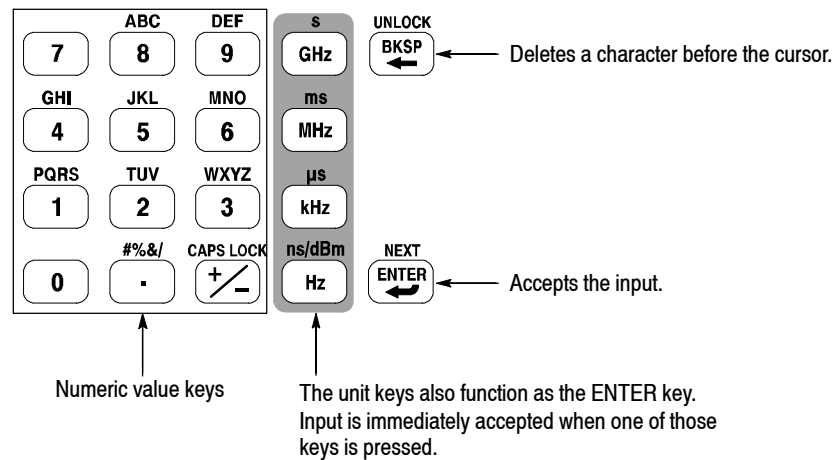 ABC DEF s UNLOCK
7 8 9 GHz BKSP Deletes a character before the cursor.
GHI JKL MNO ms
4 5 6 MHz
PQRS TUV WXYZ µs
1 2 3 kHz
#%&/ CAPS LOCK ns/dBm NEXT
0 . +/− Hz ENTER Accepts the input.
Numeric value keys
The unit keys also function as the ENTER key.
Input is immediately accepted when one of those
keys is pressed.